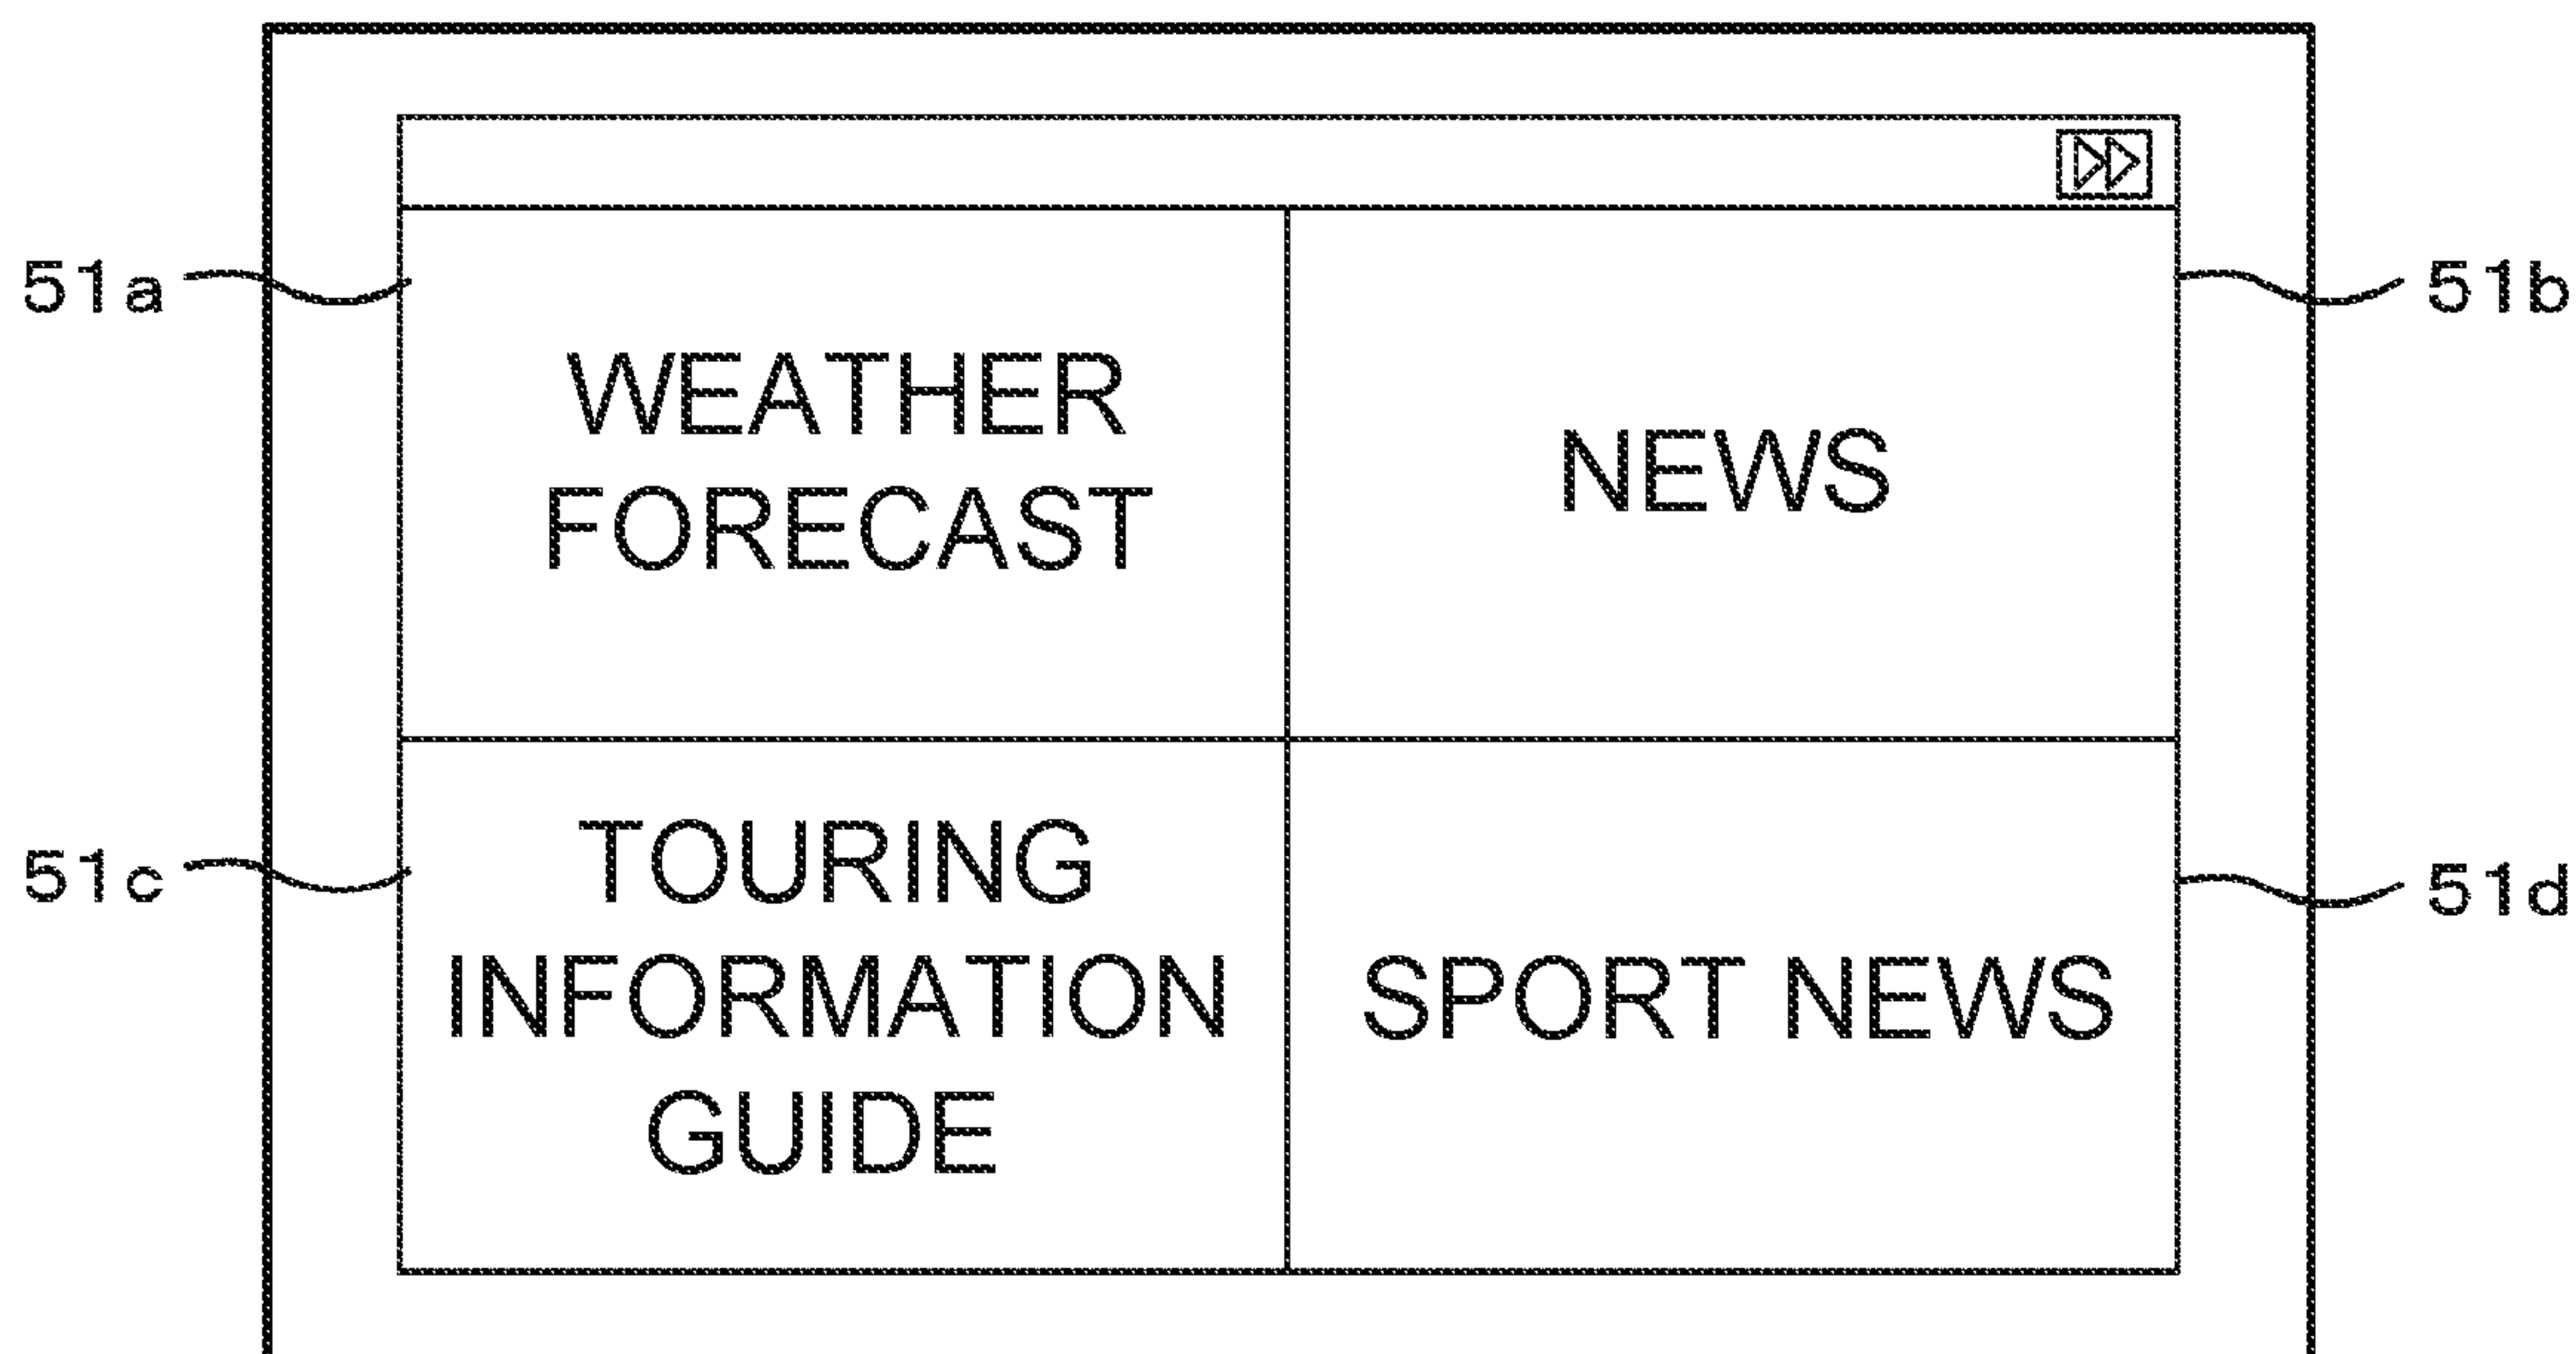 51a
51b
WEATHER
FORECAST
NEWS
51c
51d
TOURING
INFORMATION
GUIDE
SPORT NEWS